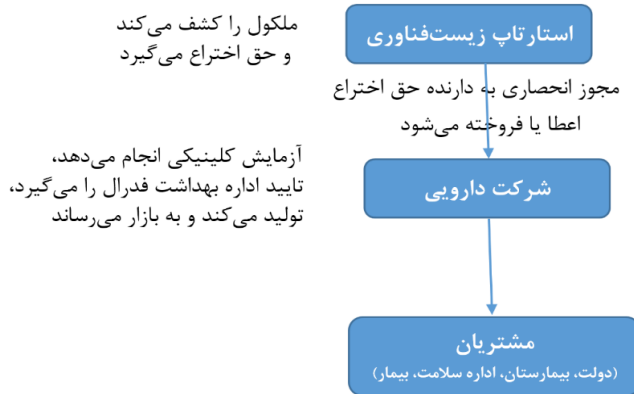 استارتاپ زیست‌فناوری
ملکول را کشف می‌کند
و حق اختراع می‌گیرد
مجوز انحصاری به دارنده حق اختراع
اعطا یا فروخته می‌شود
شرکت دارویی
آزمایش کلینیکی انجام می‌دهد،
تایید اداره بهداشت فدرال را می‌گیرد،
تولید می‌کند و به بازار می‌رساند
مشتریان
(دولت، بیمارستان، اداره سلامت، بیمار)